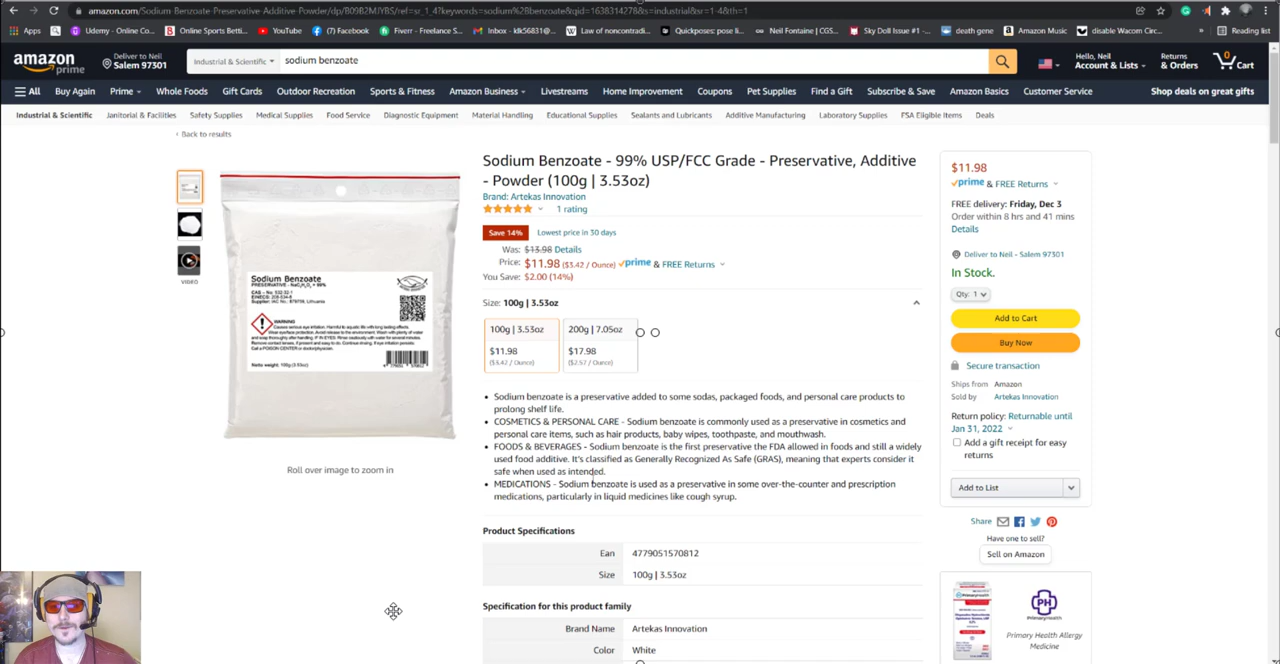 amazon.com/Sodium-Benzoate-Preservative-Additive-Powder/dp/B09B2MJYBS/ref=sr_1_4?keywords=sodium%2Bbenzoate&qid=1638314278&s=industrial&sr=1-4&th=1
Apps
Udemy - Online Co...
Online Sports Betti...
YouTube
(7) Facebook
Fiverr - Freelance S...
Inbox - klk56831@...
Law of noncontradi...
Quickposes: pose li...
Neil Fontaine | CGS...
Sky Doll Issue #1 -...
death gene
Amazon Music
disable Wacom Circ...
»
Reading list
amazon prime
Deliver to Neil
Salem 97301
Industrial & Scientific
sodium benzoate
Hello, Neil
Account & Lists
Returns
& Orders
0
Cart
All
Buy Again
Prime
Whole Foods
Gift Cards
Outdoor Recreation
Sports & Fitness
Amazon Business
Livestreams
Home Improvement
Coupons
Pet Supplies
Find a Gift
Subscribe & Save
Amazon Basics
Customer Service
Shop deals on great gifts
Industrial & Scientific
Janitorial & Facilities
Safety Supplies
Medical Supplies
Food Service
Diagnostic Equipment
Material Handling
Educational Supplies
Sealants and Lubricants
Additive Manufacturing
Laboratory Supplies
FSA Eligible Items
Deals
‹ Back to results
VIDEO
Sodium Benzoate
Net weight: 100g (3.53oz)
Roll over image to zoom in
Sodium Benzoate - 99% USP/FCC Grade - Preservative, Additive
- Powder (100g | 3.53oz)
Brand: Artekas Innovation
1 rating
Save 14%
Lowest price in 30 days
Was: $13.98 Details
Price: $11.98 ($3.42 / Ounce) prime & FREE Returns
You Save: $2.00 (14%)
Size: 100g | 3.53oz
100g | 3.53oz
$11.98
($3.42 / Ounce)
200g | 7.05oz
$17.98
($2.57 / Ounce)
• Sodium benzoate is a preservative added to some sodas, packaged foods, and personal care products to
prolong shelf life.
• COSMETICS & PERSONAL CARE - Sodium benzoate is commonly used as a preservative in cosmetics and
personal care items, such as hair products, baby wipes, toothpaste, and mouthwash.
• FOODS & BEVERAGES - Sodium benzoate is the first preservative the FDA allowed in foods and still a widely
used food additive. It's classified as Generally Recognized As Safe (GRAS), meaning that experts consider it
safe when used as intended.
• MEDICATIONS - Sodium benzoate is used as a preservative in some over-the-counter and prescription
medications, particularly in liquid medicines like cough syrup.
Product Specifications
Ean 4779051570812
Size 100g | 3.53oz
Specification for this product family
Brand Name Artekas Innovation
Color White
$11.98
prime & FREE Returns
FREE delivery: Friday, Dec 3
Order within 8 hrs and 41 mins
Details
Deliver to Neil - Salem 97301
In Stock.
Qty: 1
Add to Cart
Buy Now
Secure transaction
Ships from Amazon
Sold by Artekas Innovation
Return policy: Returnable until
Jan 31, 2022
Add a gift receipt for easy
returns
Add to List
Share
Have one to sell?
Sell on Amazon
PH
PrimaryHealth
Primary Health Allergy
Medicine